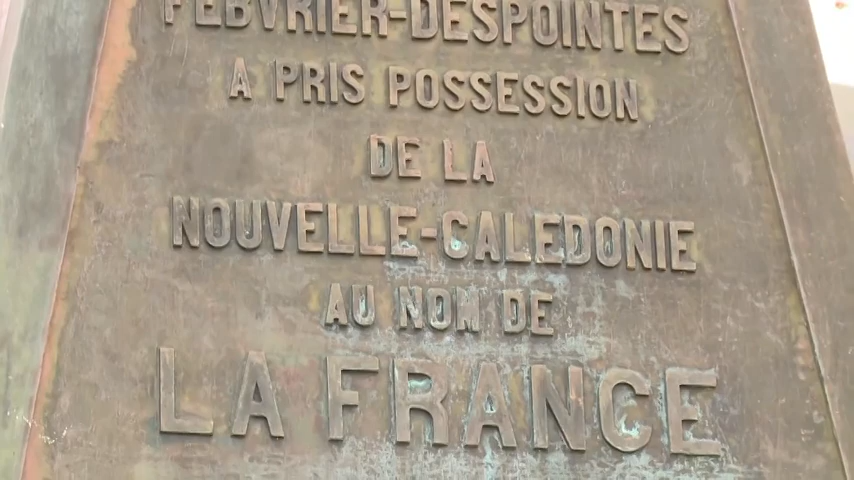 FEBVRIER-DESPOINTES
A PRIS POSSESSION
DE LA
NOUVELLE-CALEDONIE
AU NOM DE
LA FRANCE